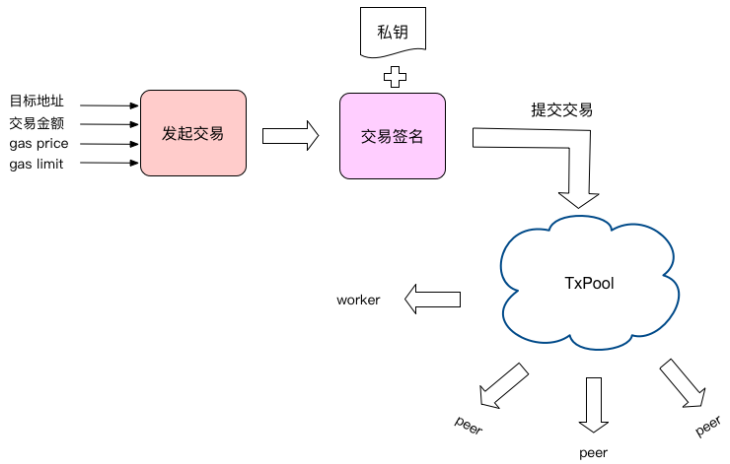 私钥
目标地址
交易金额
gas price
gas limit
发起交易
交易签名
提交交易
TxPool
worker
peer
peer
peer